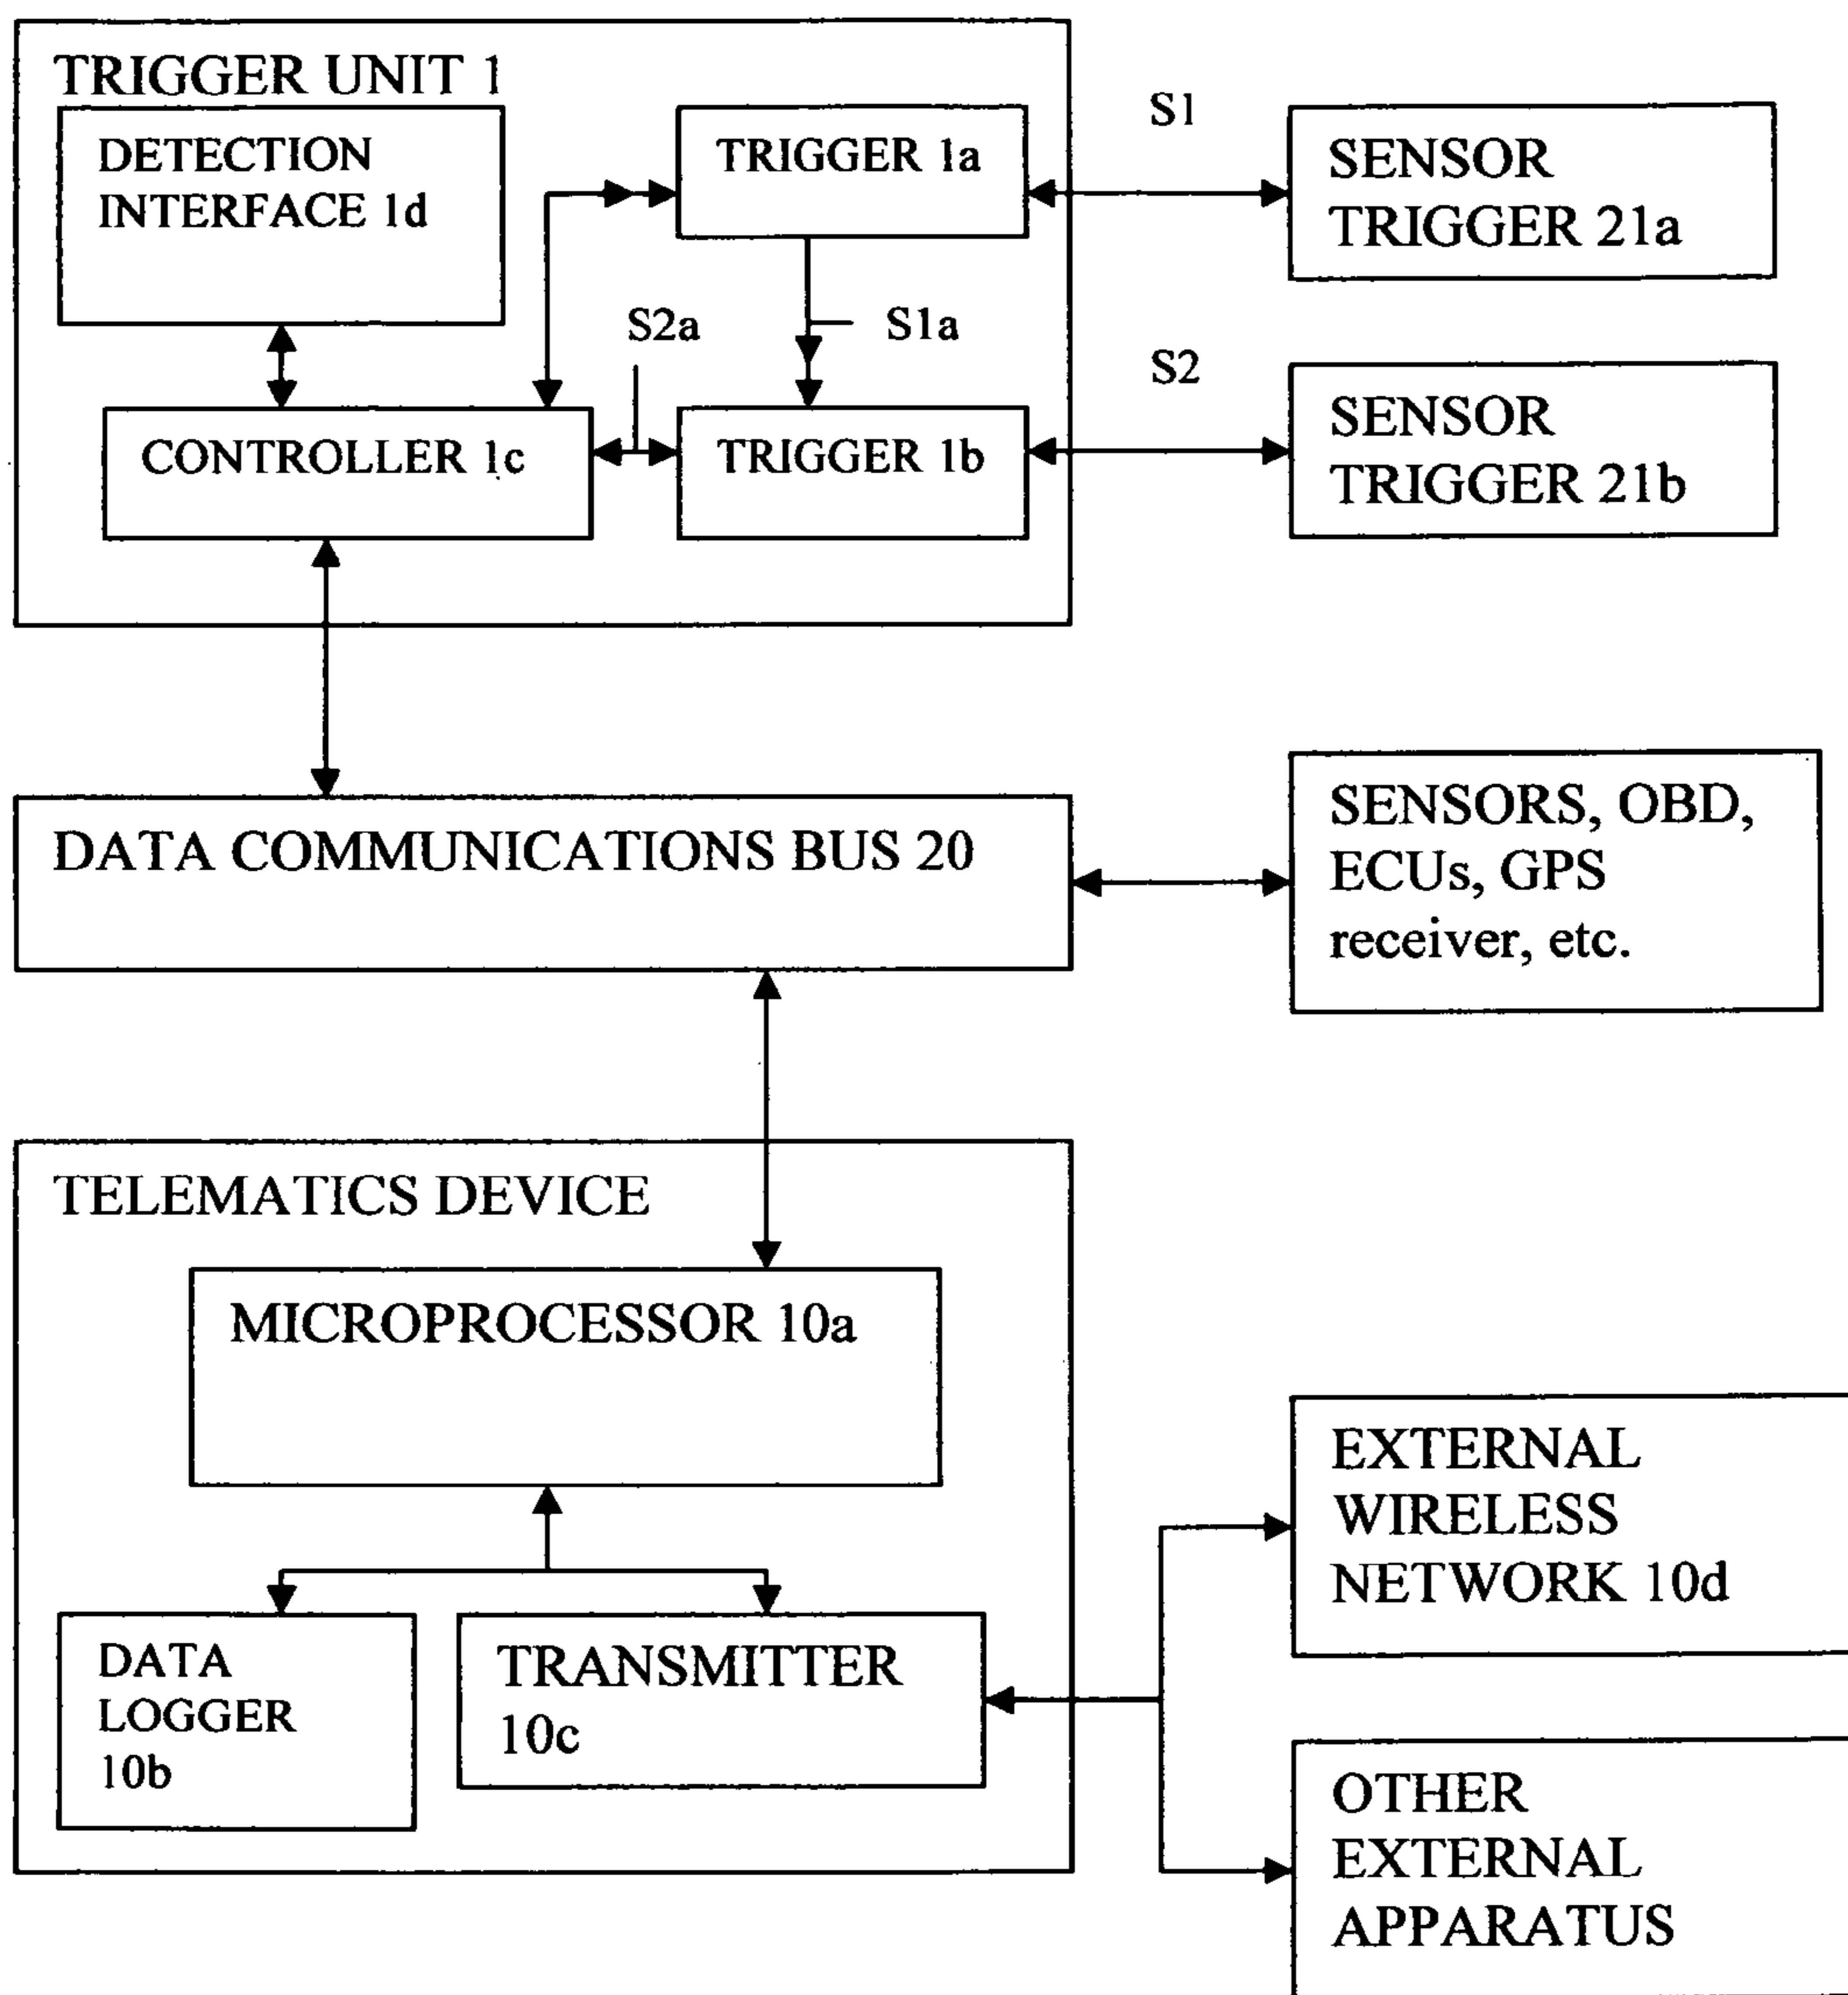 TRIGGER UNIT 1
DETECTION
INTERFACE 1d
TRIGGER 1a
S1
SENSOR
TRIGGER 21a
S2a
S1a
CONTROLLER 1c
TRIGGER 1b
S2
SENSOR
TRIGGER 21b
DATA COMMUNICATIONS BUS 20
SENSORS, OBD,
ECUs, GPS
receiver, etc.
TELEMATICS DEVICE
MICROPROCESSOR 10a
DATA
LOGGER
10b
TRANSMITTER
10c
EXTERNAL
WIRELESS
NETWORK 10d
OTHER
EXTERNAL
APPARATUS